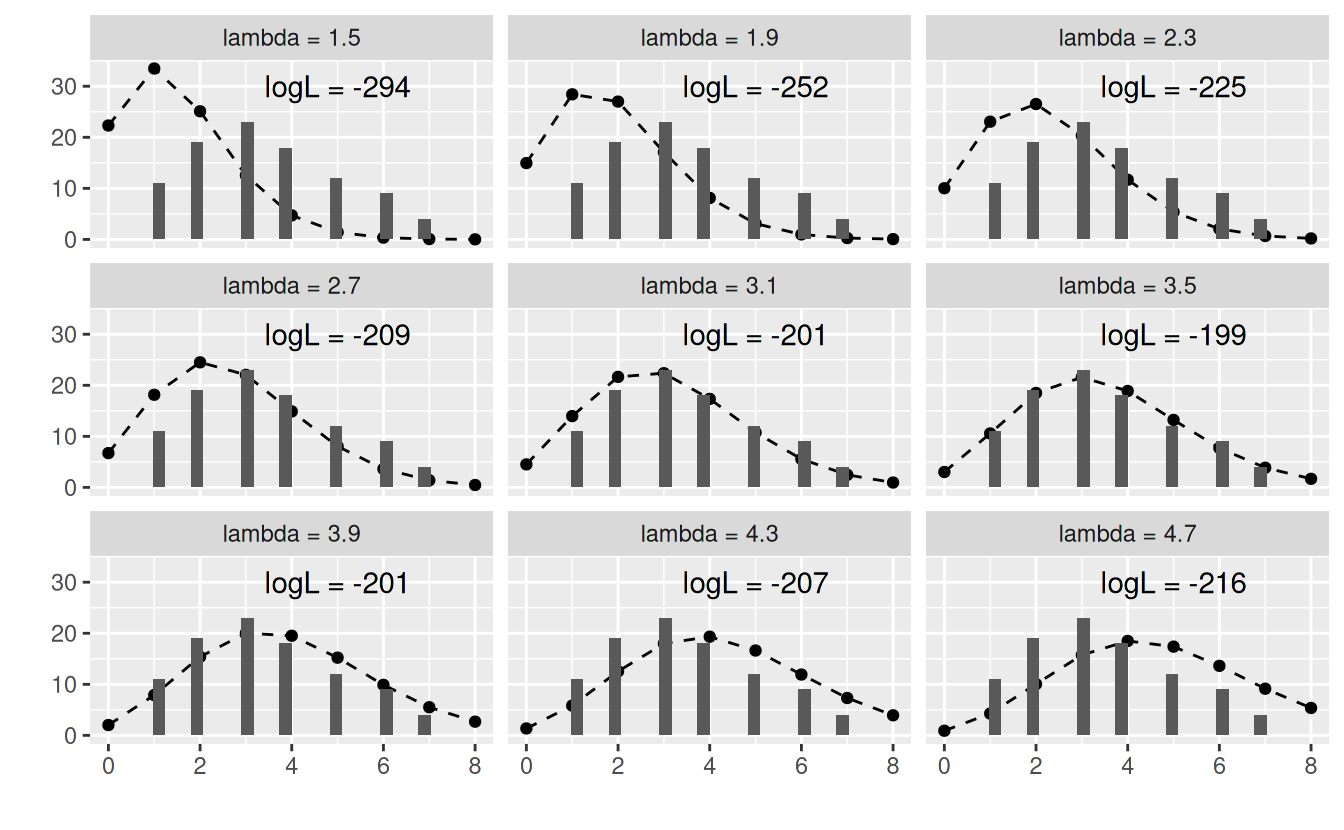 lambda = 1.5 lambda = 1.9 lambda = 2.3
logL = -294 logL = -252 logL = -225
30
20
10
0
lambda = 2.7 lambda = 3.1 lambda = 3.5
logL = -209 logL = -201 logL = -199
30
20
10
0
lambda = 3.9 lambda = 4.3 lambda = 4.7
logL = -201 logL = -207 logL = -216
30
20
10
0
0 2 4 6 8 0 2 4 6 8 0 2 4 6 8